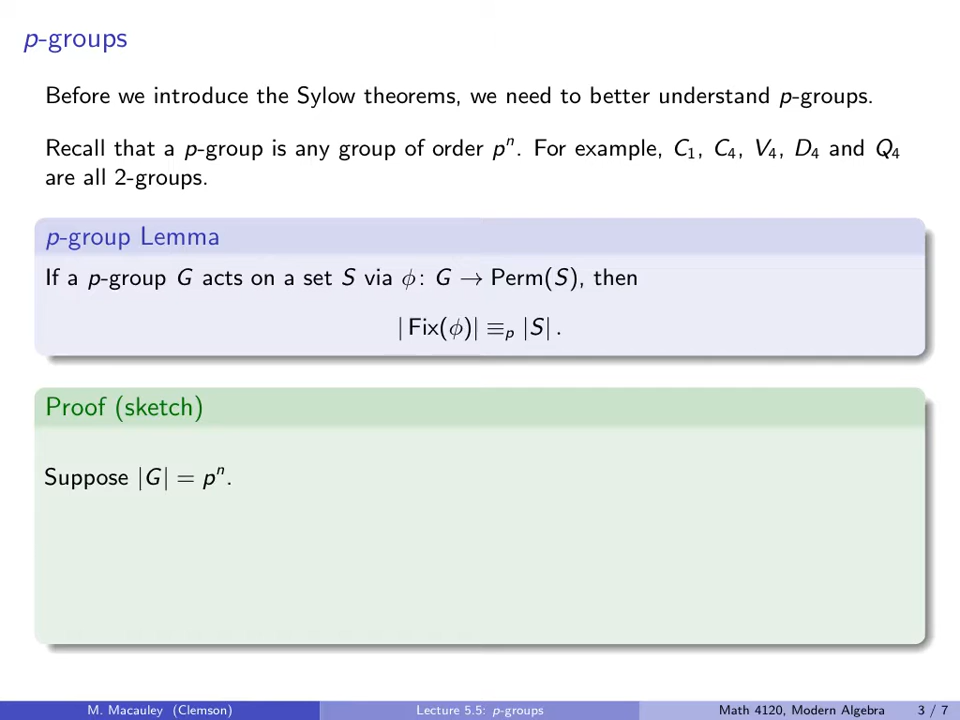 p-groups
Before we introduce the Sylow theorems, we need to better understand p-groups.
Recall that a p-group is any group of order pⁿ. For example, C₁, C₄, V₄, D₄ and Q₄
are all 2-groups.
p-group Lemma
If a p-group G acts on a set S via ϕ: G → Perm(S), then
| Fix(ϕ)| ≡ₚ |S| .
Proof (sketch)
Suppose |G| = pⁿ.
M. Macauley (Clemson) Lecture 5.5: p-groups Math 4120, Modern Algebra 3 / 7